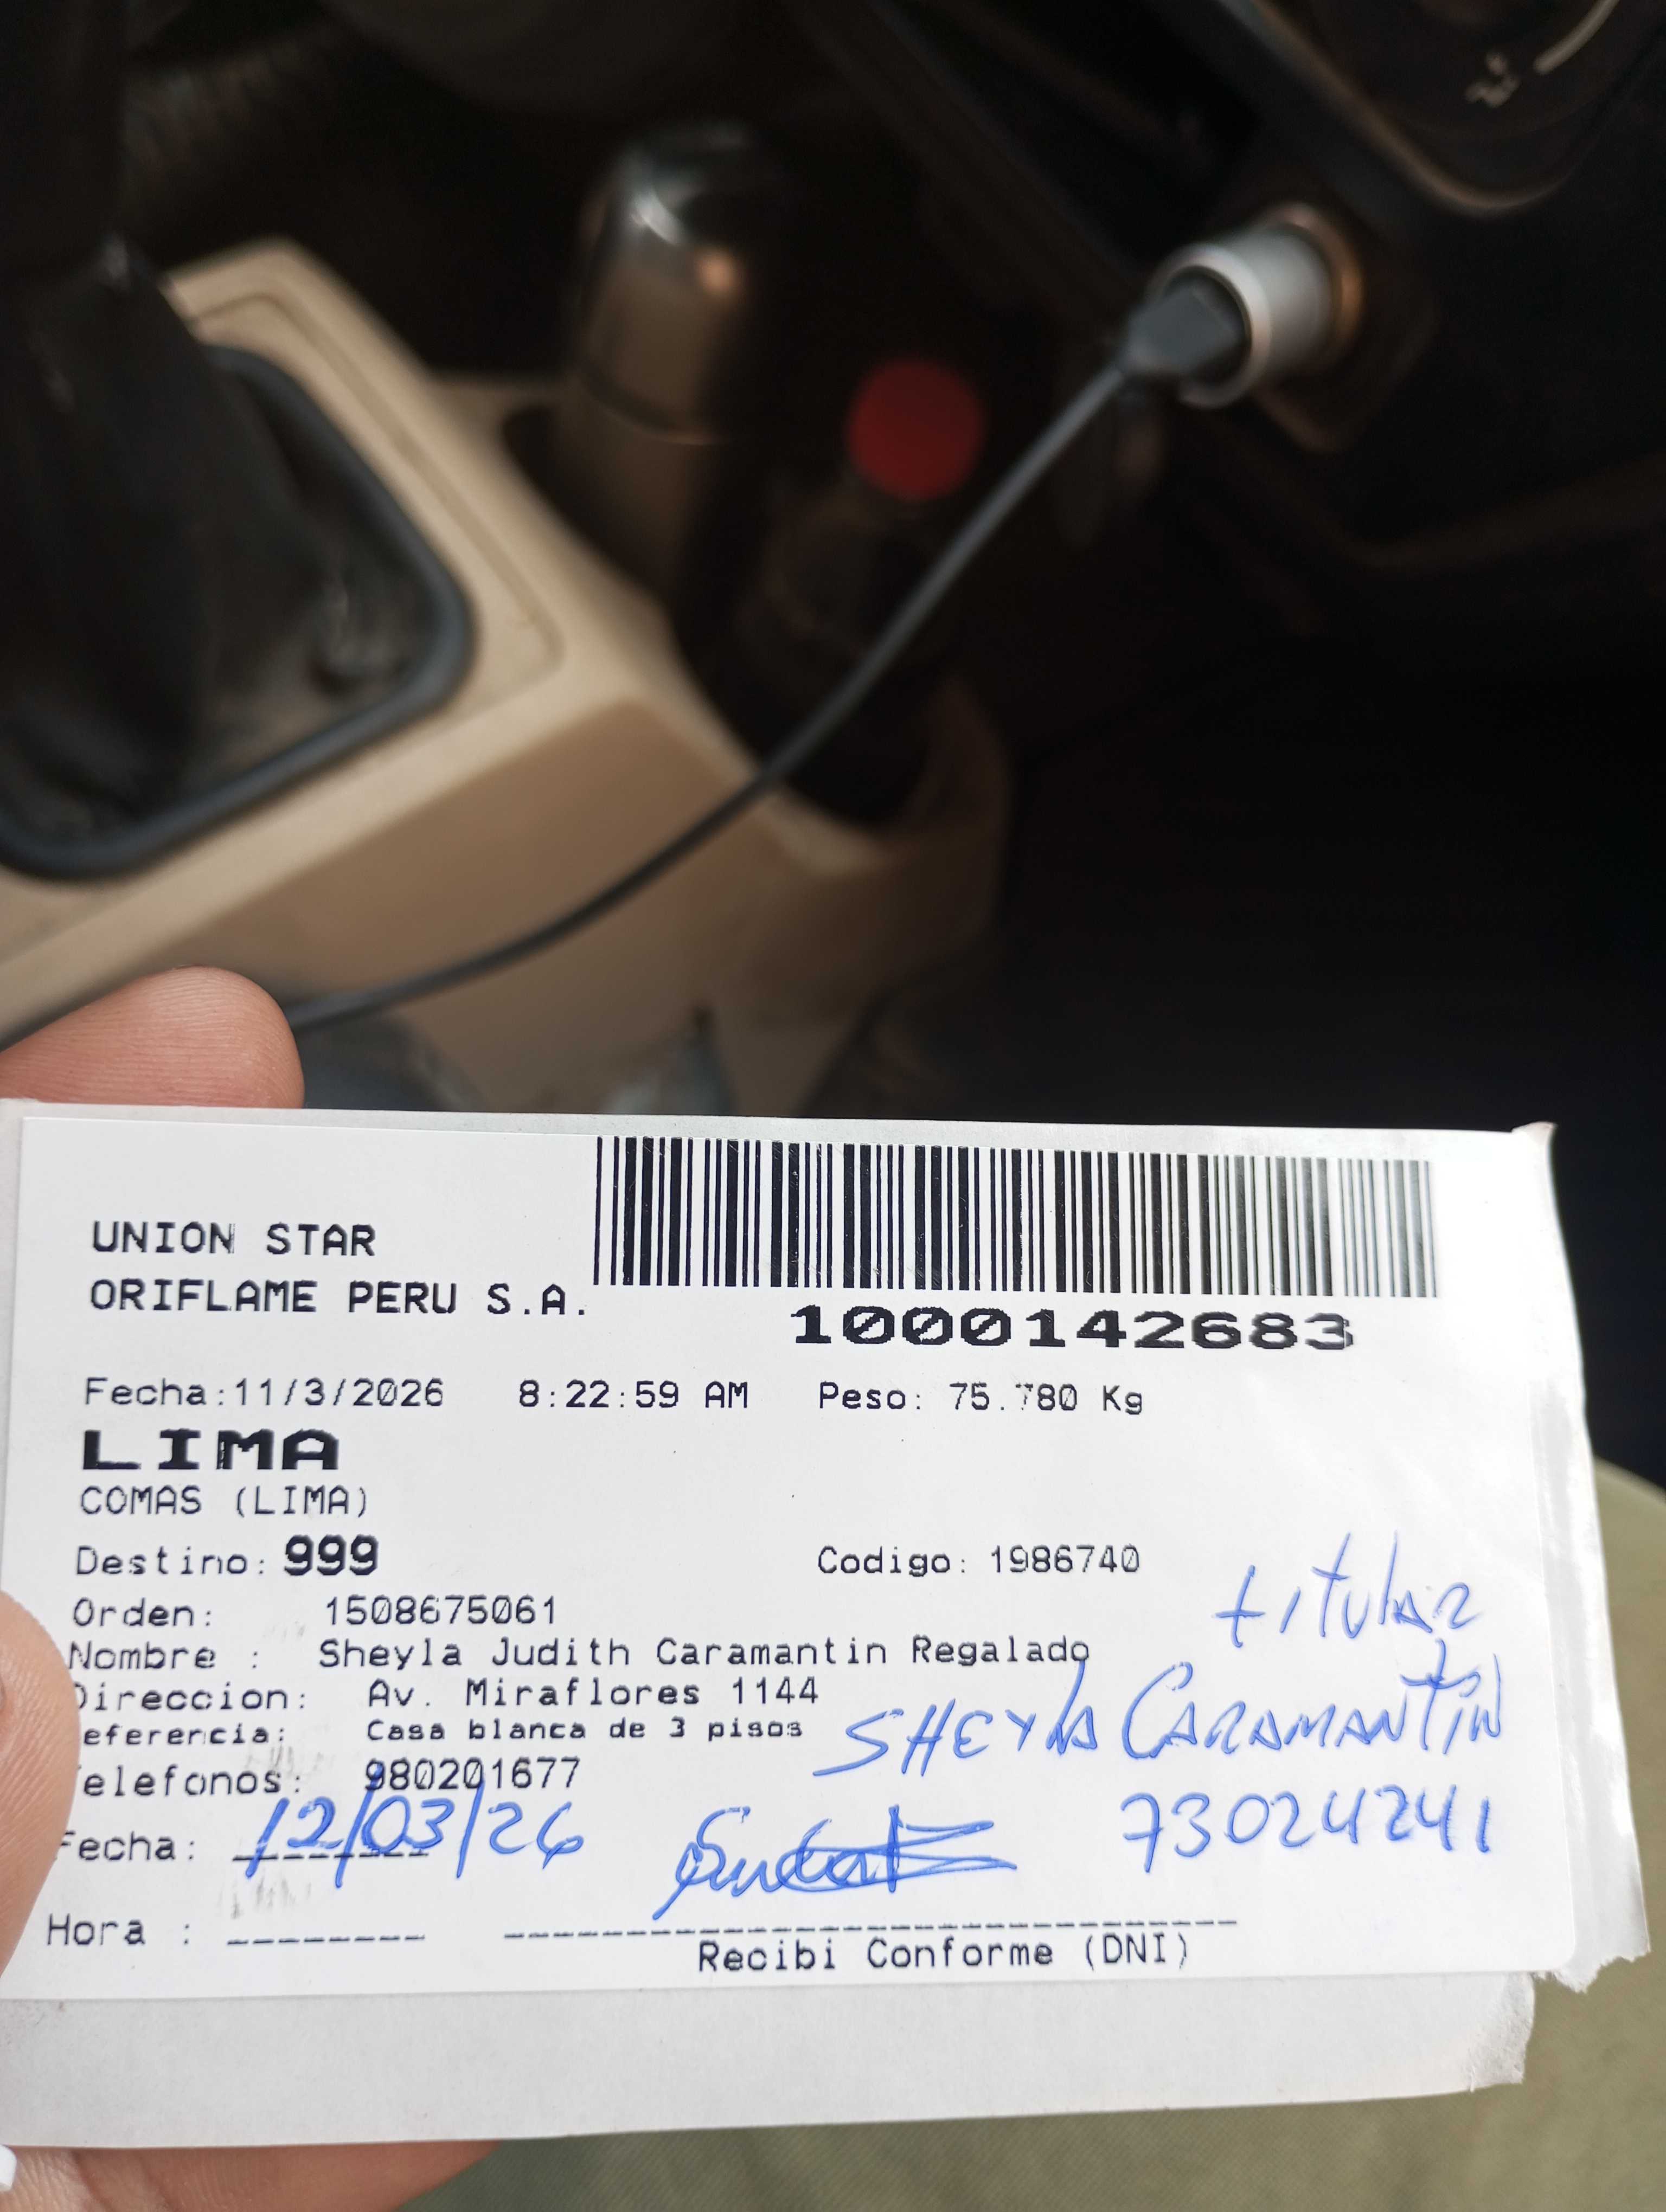 UNION STAR
ORIFLAME PERU S.A.
1000142683
Fecha:11/3/2026 8:22:59 AM Peso: 75.780 Kg
LIMA
COMAS (LIMA)
Destino: 999 Codigo: 1986740
Orden: 1508675061
titular
Nombre : Sheyla Judith Caramantin Regalado
Direccion: Av. Miraflores 1144
eferencia: Casa blanca de 3 pisos
SHEYLA CARAMANTIN
elefonos: 980201677
Fecha: 12/03/26
73024241
Hora :
Recibi Conforme (DNI)